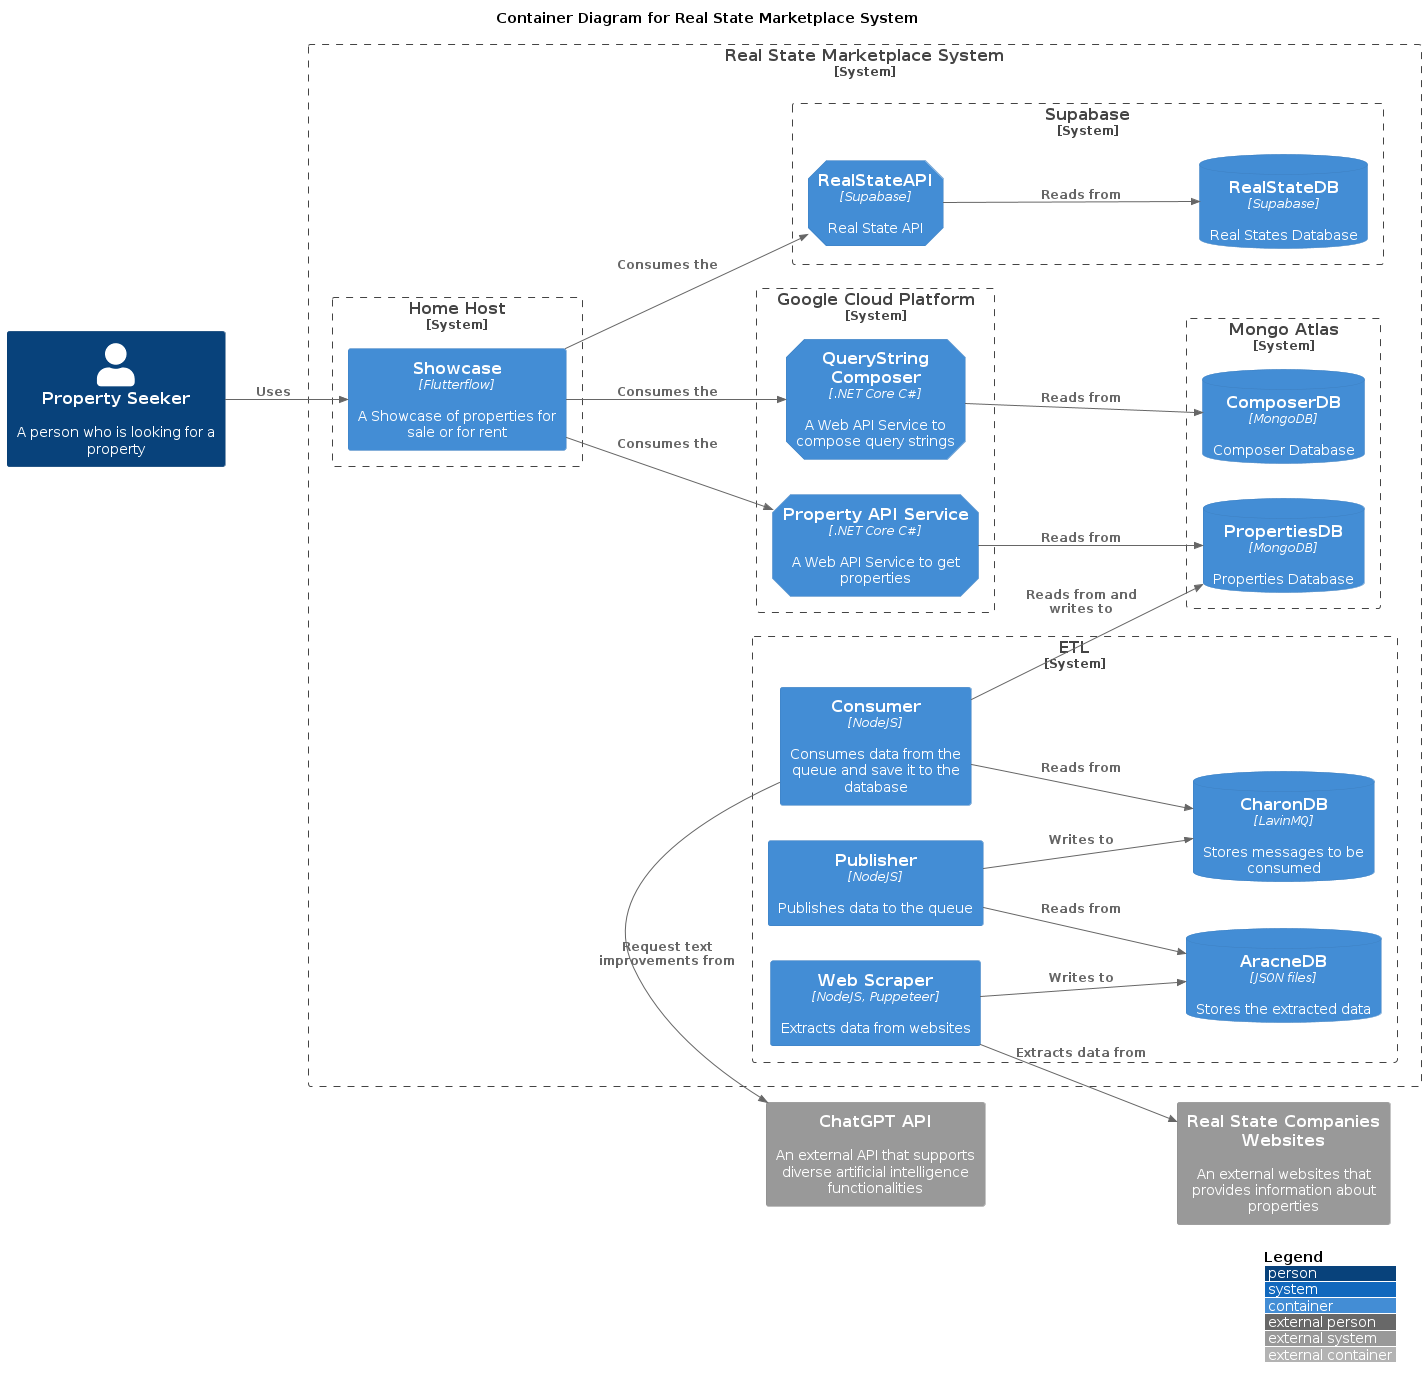 Container Diagram for Real State Marketplace System
Real State Marketplace System
[System]
Supabase
[System]
RealStateAPI
[Supabase]
Real State API
Reads from
RealStateDB
[Supabase]
Real States Database
Consumes the
Home Host
[System]
Showcase
[Flutterflow]
A Showcase of properties for
sale or for rent
Property Seeker
A person who is looking for a
property
Uses
Consumes the
Consumes the
Google Cloud Platform
[System]
QueryString
Composer
[.NET Core C#]
A Web API Service to
compose query strings
Property API Service
[.NET Core C#]
A Web API Service to get
properties
Reads from
Reads from
Mongo Atlas
[System]
ComposerDB
[MongoDB]
Composer Database
PropertiesDB
[MongoDB]
Properties Database
Reads from and
writes to
ETL
[System]
Consumer
[NodeJS]
Consumes data from the
queue and save it to the
database
Reads from
Publisher
[NodeJS]
Publishes data to the queue
Writes to
Reads from
CharonDB
[LavinMQ]
Stores messages to be
consumed
Web Scraper
[NodeJS, Puppeteer]
Extracts data from websites
Writes to
AracneDB
[JSON files]
Stores the extracted data
Request text
improvements from
Extracts data from
ChatGPT API
An external API that supports
diverse artificial intelligence
functionalities
Real State Companies
Websites
An external websites that
provides information about
properties
Legend
person
system
container
external person
external system
external container